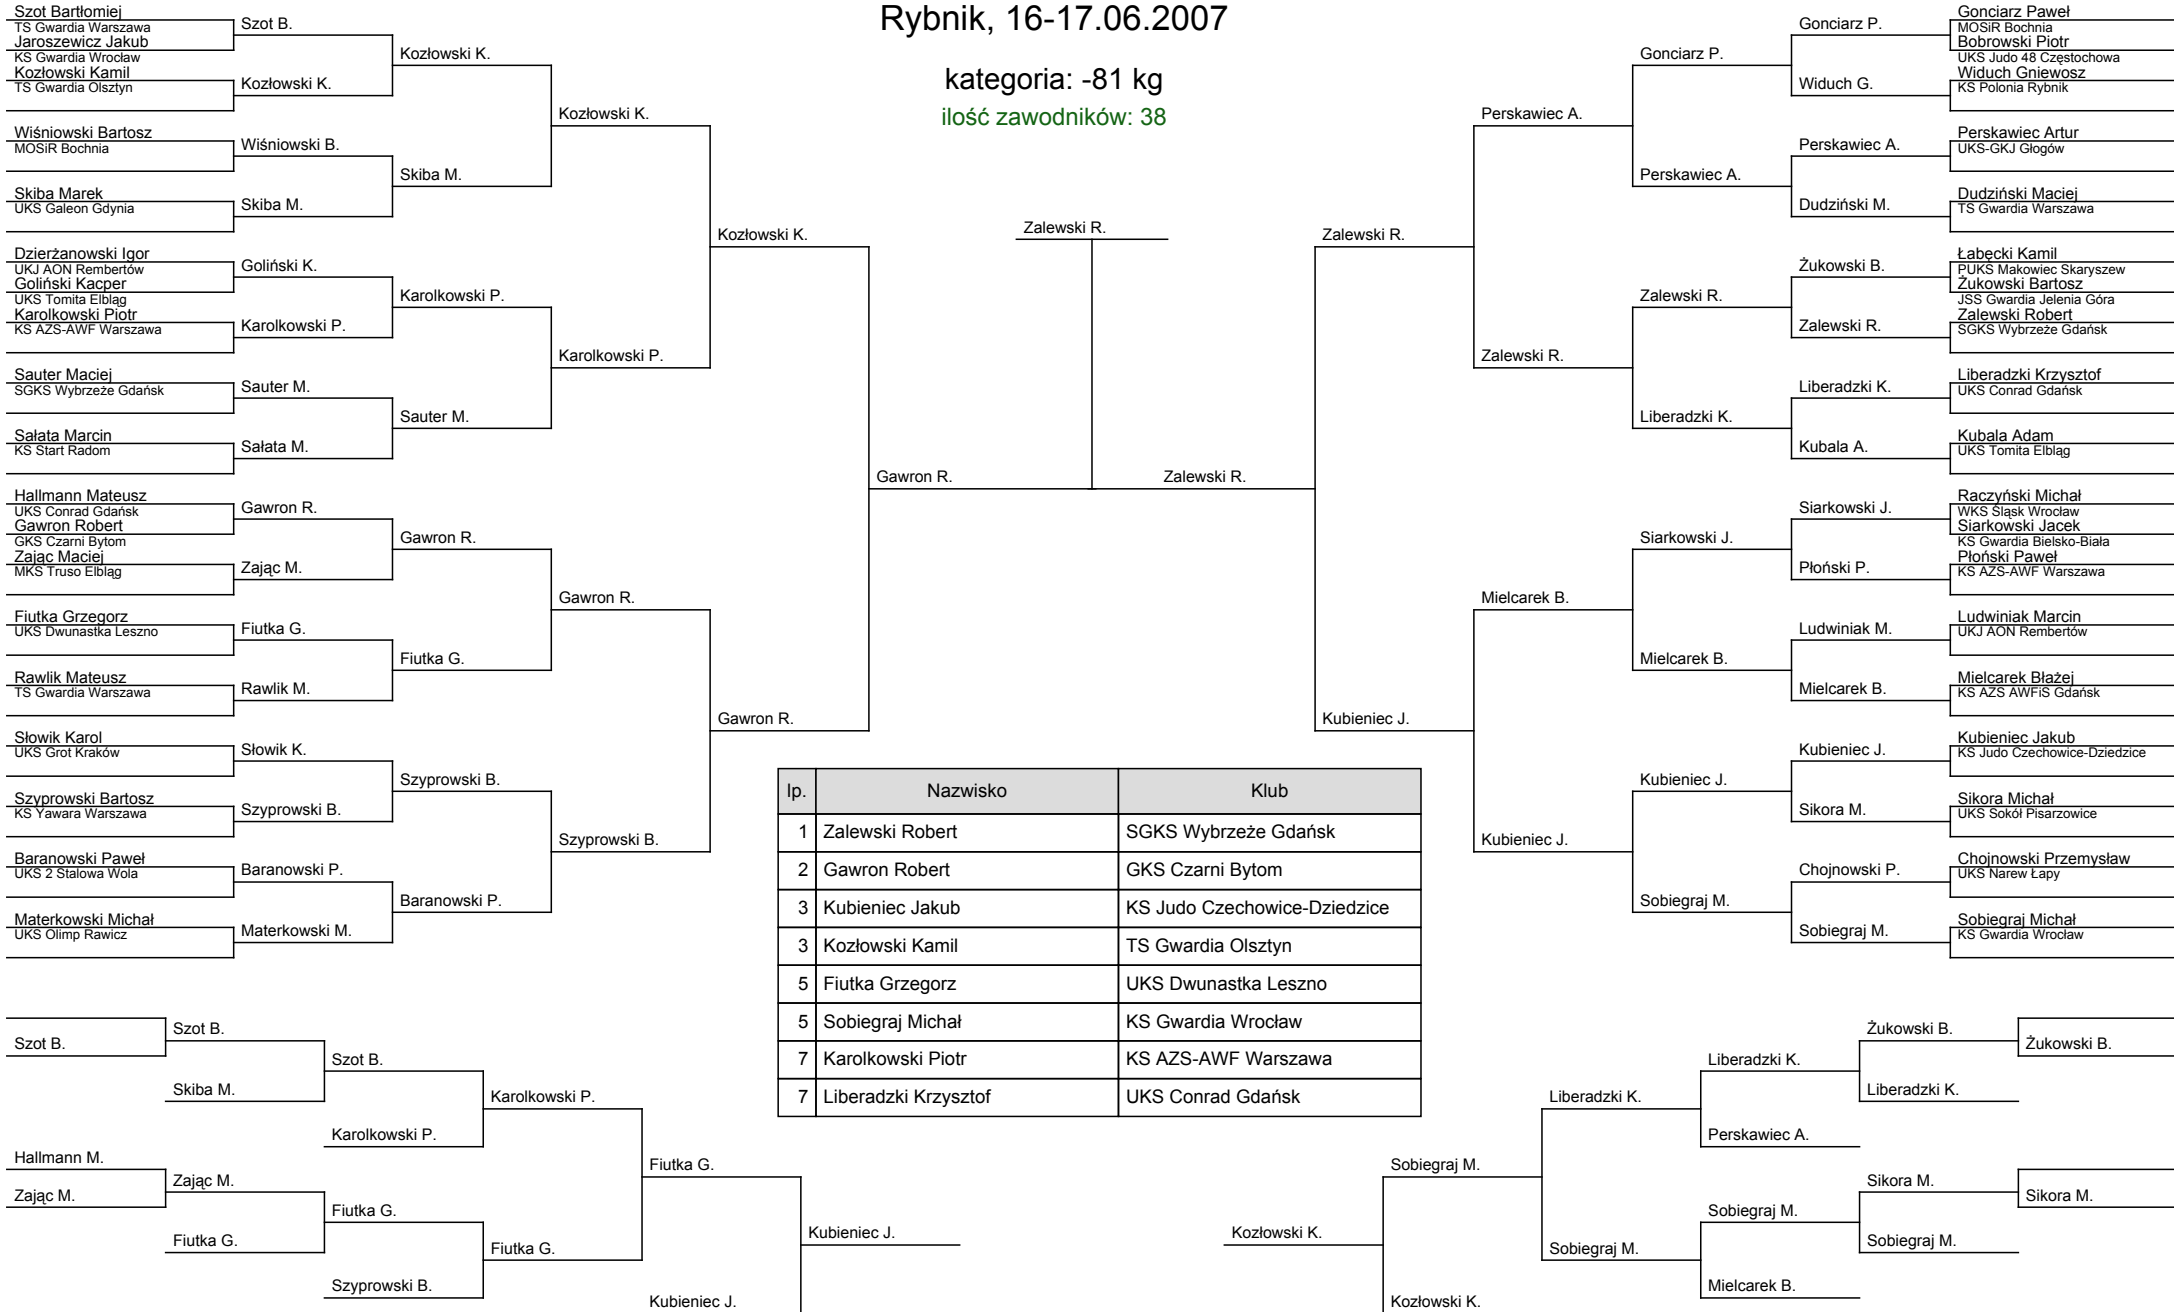 Rybnik, 16-17.06.2007
kategoria: -81 kg
ilość zawodników: 38
Szot Bartłomiej
TS Gwardia Warszawa
Jaroszewicz Jakub
KS Gwardia Wrocław
Kozłowski Kamil
TS Gwardia Olsztyn
Wiśniowski Bartosz
MOSiR Bochnia
Skiba Marek
UKS Galeon Gdynia
Dzierżanowski Igor
UKJ AON Rembertów
Goliński Kacper
UKS Tomita Elbląg
Karolkowski Piotr
KS AZS-AWF Warszawa
Sauter Maciej
SGKS Wybrzeże Gdańsk
Sałata Marcin
KS Start Radom
Hallmann Mateusz
UKS Conrad Gdańsk
Gawron Robert
GKS Czarni Bytom
Zając Maciej
MKS Truso Elbląg
Fiutka Grzegorz
UKS Dwunastka Leszno
Rawlik Mateusz
TS Gwardia Warszawa
Słowik Karol
UKS Grot Kraków
Szyprowski Bartosz
KS Yawara Warszawa
Baranowski Paweł
UKS 2 Stalowa Wola
Materkowski Michał
UKS Olimp Rawicz
Szot B.
Kozłowski K.
Wiśniowski B.
Skiba M.
Goliński K.
Karolkowski P.
Sauter M.
Sałata M.
Gawron R.
Zając M.
Fiutka G.
Rawlik M.
Słowik K.
Szyprowski B.
Baranowski P.
Materkowski M.
Kozłowski K.
Skiba M.
Karolkowski P.
Sauter M.
Gawron R.
Fiutka G.
Szyprowski B.
Baranowski P.
Kozłowski K.
Karolkowski P.
Gawron R.
Szyprowski B.
Kozłowski K.
Gawron R.
Gawron R.
Zalewski R.
Zalewski R.
Zalewski R.
Kubieniec J.
Perskawiec A.
Zalewski R.
Mielcarek B.
Kubieniec J.
Gonciarz P.
Perskawiec A.
Zalewski R.
Liberadzki K.
Siarkowski J.
Mielcarek B.
Kubieniec J.
Sobiegraj M.
Gonciarz P.
Widuch G.
Perskawiec A.
Dudziński M.
Żukowski B.
Zalewski R.
Liberadzki K.
Kubala A.
Siarkowski J.
Płoński P.
Ludwiniak M.
Mielcarek B.
Kubieniec J.
Sikora M.
Chojnowski P.
Sobiegraj M.
Gonciarz Paweł
MOSiR Bochnia
Bobrowski Piotr
UKS Judo 48 Częstochowa
Widuch Gniewosz
KS Polonia Rybnik
Perskawiec Artur
UKS-GKJ Głogów
Dudziński Maciej
TS Gwardia Warszawa
Łabęcki Kamil
PUKS Makowiec Skaryszew
Żukowski Bartosz
JSS Gwardia Jelenia Góra
Zalewski Robert
SGKS Wybrzeże Gdańsk
Liberadzki Krzysztof
UKS Conrad Gdańsk
Kubala Adam
UKS Tomita Elbląg
Raczyński Michał
WKS Śląsk Wrocław
Siarkowski Jacek
KS Gwardia Bielsko-Biała
Płoński Paweł
KS AZS-AWF Warszawa
Ludwiniak Marcin
UKJ AON Rembertów
Mielcarek Błażej
KS AZS AWFiS Gdańsk
Kubieniec Jakub
KS Judo Czechowice-Dziedzice
Sikora Michał
UKS Sokół Pisarzowice
Chojnowski Przemysław
UKS Narew Łapy
Sobiegraj Michał
KS Gwardia Wrocław
lp. Nazwisko Klub
1 Zalewski Robert SGKS Wybrzeże Gdańsk
2 Gawron Robert GKS Czarni Bytom
3 Kubieniec Jakub KS Judo Czechowice-Dziedzice
3 Kozłowski Kamil TS Gwardia Olsztyn
5 Fiutka Grzegorz UKS Dwunastka Leszno
5 Sobiegraj Michał KS Gwardia Wrocław
7 Karolkowski Piotr KS AZS-AWF Warszawa
7 Liberadzki Krzysztof UKS Conrad Gdańsk
Szot B.
Hallmann M.
Zając M.
Szot B.
Skiba M.
Zając M.
Fiutka G.
Szot B.
Karolkowski P.
Fiutka G.
Szyprowski B.
Karolkowski P.
Fiutka G.
Fiutka G.
Kubieniec J.
Kubieniec J.
Kozłowski K.
Sobiegraj M.
Kozłowski K.
Liberadzki K.
Sobiegraj M.
Liberadzki K.
Perskawiec A.
Sobiegraj M.
Mielcarek B.
Żukowski B.
Liberadzki K.
Sikora M.
Sobiegraj M.
Żukowski B.
Sikora M.